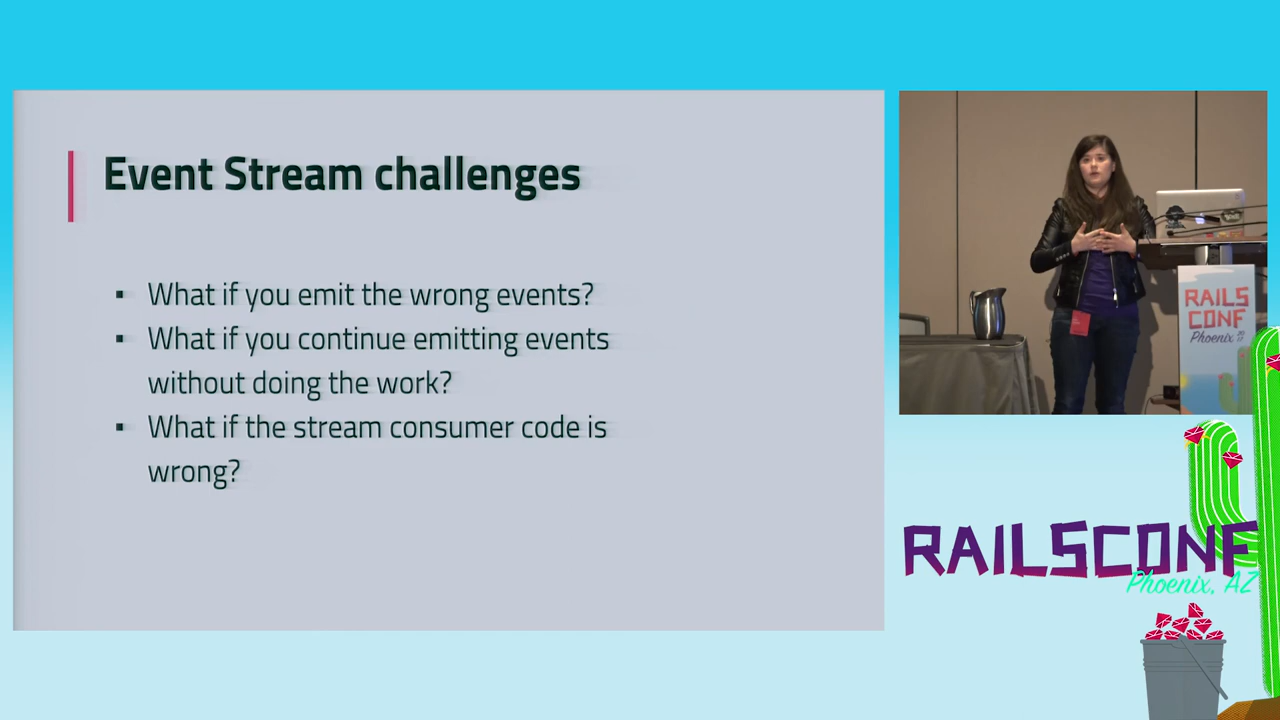 Event Stream challenges
▪ What if you emit the wrong events?
▪ What if you continue emitting events
without doing the work?
▪ What if the stream consumer code is
wrong?
RAILS
CONF
Phoenix
RAILSCONF
Phoenix, AZ